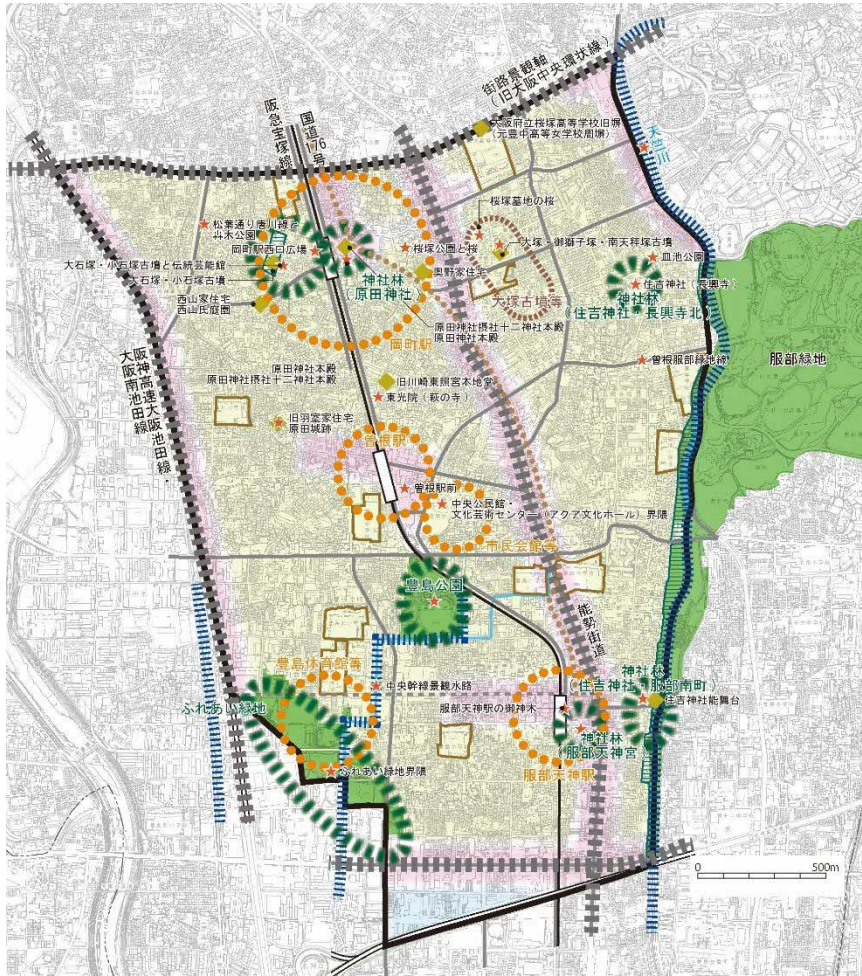 街路景観軸
（旧大阪中央環状線）
阪急宝塚線
国道176号
大阪府立桜塚高等学校旧塀
（元豊中高等女学校周塀）
天竺川
松葉通り唐川線と
岡町駅西口広場
桜塚墓地の桜
桜塚公園と桜
大塚・御獅子塚・南天秤塚古墳
大石塚・小石塚古墳と伝統芸能館
大石塚・小石塚古墳
神社林
（原田神社）
奥野家住宅
大塚古墳等
血池公園
住吉神社（長興寺）
神社林
（住吉神社・長興寺北）
西山家住宅
西山氏庭園
原田神社摂社十二神社本殿
原田神社本殿
岡町駅
曽根服部緑地線
服部緑地
原田神社本殿
原田神社摂社十二神社本殿
旧川崎東照宮本地堂
東光院（萩の寺）
阪神高速大阪池田線・
大阪南池田線
旧羽室家住宅
原田城跡
曽根駅
曽根駅前
中央公民館・
文化芸術センター（アクア文化ホール）界隈
市民会館等
豊島公園
能勢街道
豊島体育館等
中央幹線景観水路
神社林
（住吉神社・服部南町）
住吉神社能舞台
ふれあい緑地
服部天神駅の御神木
神社林
（服部天神宮）
服部天神駅
ふれあい緑地界隈
0
500m